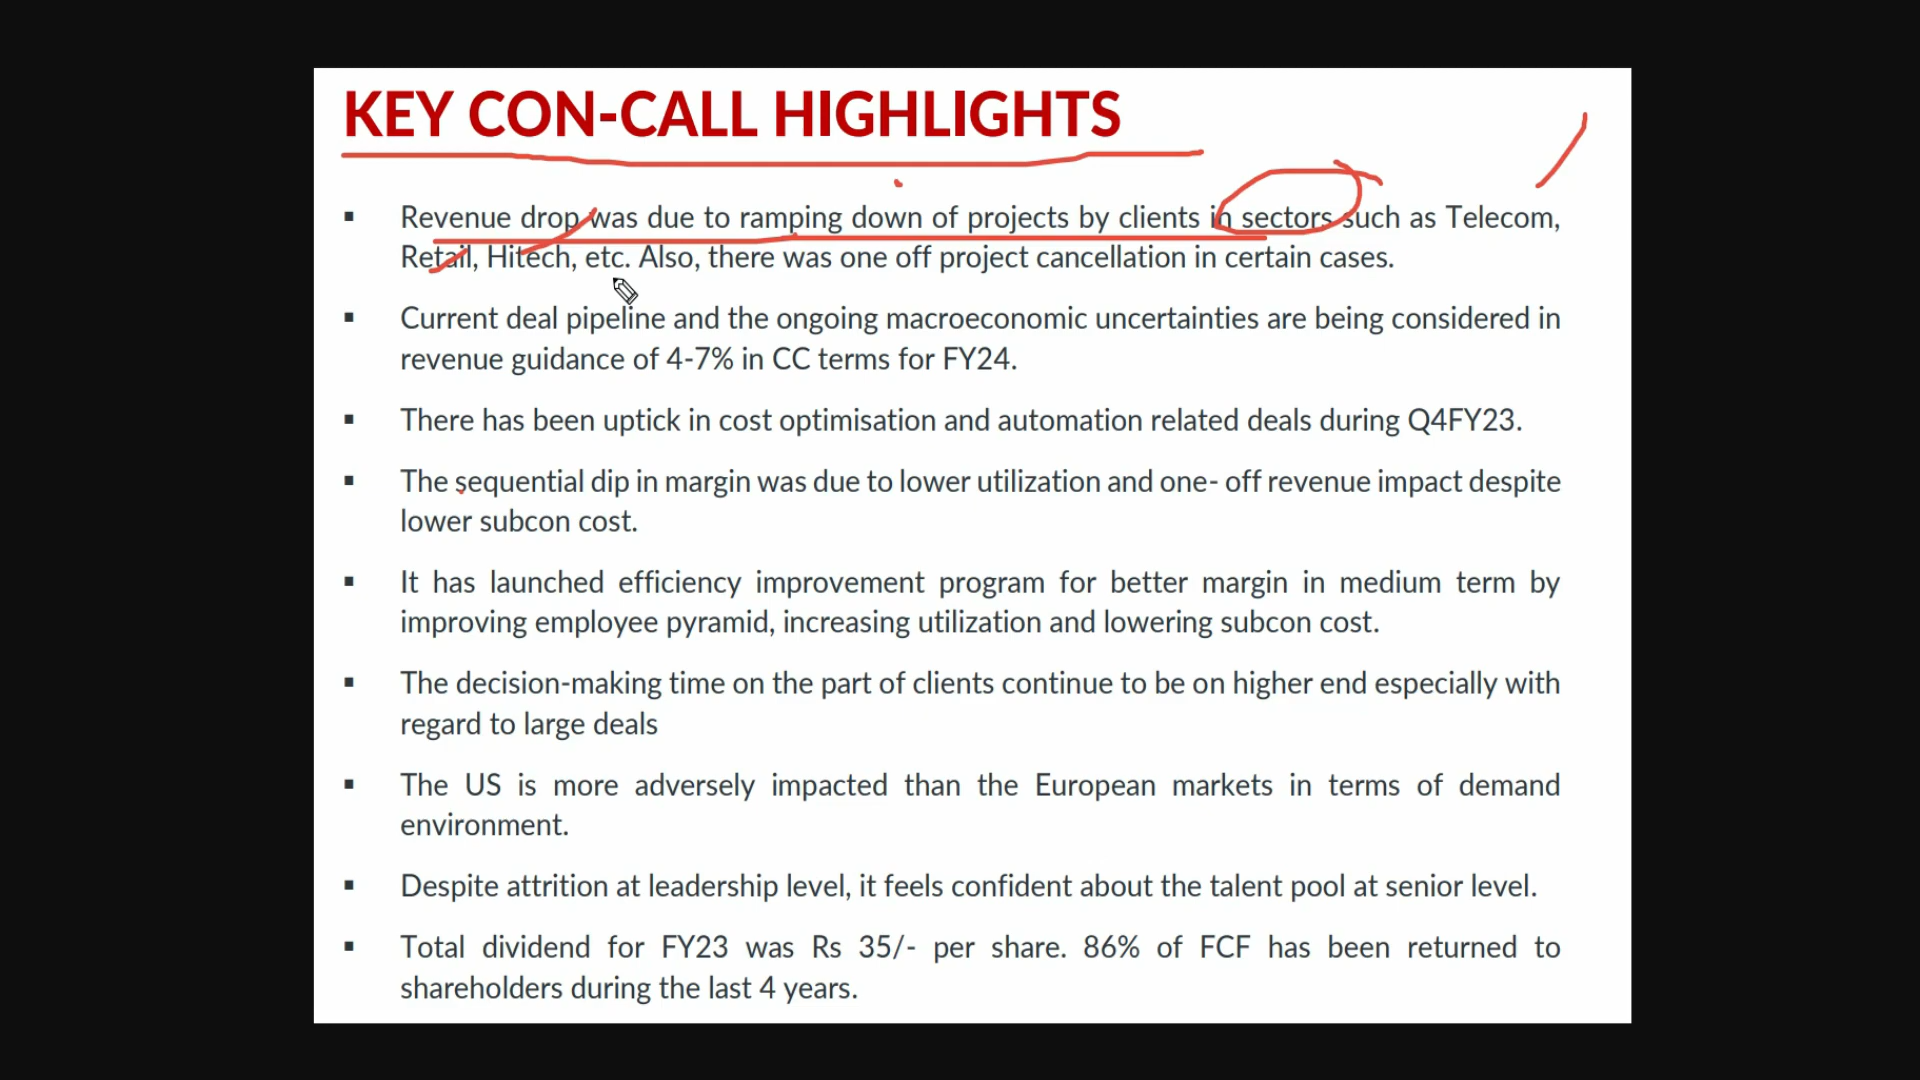 KEY CON-CALL HIGHLIGHTS
▪ Revenue drop was due to ramping down of projects by clients in sectors such as Telecom,
Retail, Hitech, etc. Also, there was one off project cancellation in certain cases.
▪ Current deal pipeline and the ongoing macroeconomic uncertainties are being considered in
revenue guidance of 4-7% in CC terms for FY24.
▪ There has been uptick in cost optimisation and automation related deals during Q4FY23.
▪ The sequential dip in margin was due to lower utilization and one- off revenue impact despite
lower subcon cost.
▪ It has launched efficiency improvement program for better margin in medium term by
improving employee pyramid, increasing utilization and lowering subcon cost.
▪ The decision-making time on the part of clients continue to be on higher end especially with
regard to large deals
▪ The US is more adversely impacted than the European markets in terms of demand
environment.
▪ Despite attrition at leadership level, it feels confident about the talent pool at senior level.
▪ Total dividend for FY23 was Rs 35/- per share. 86% of FCF has been returned to
shareholders during the last 4 years.